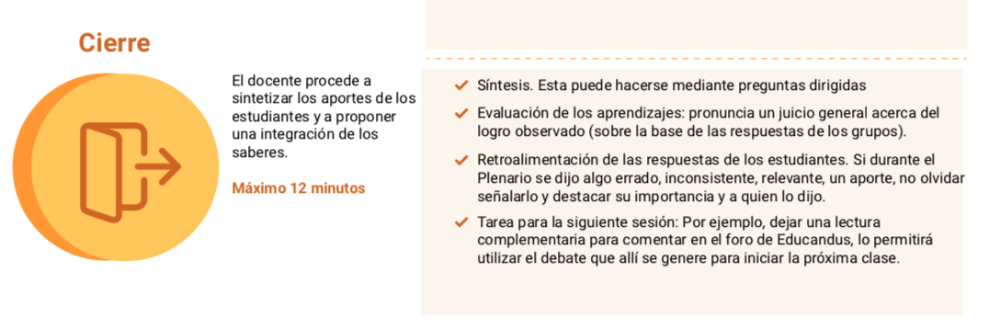 Cierre
El docente procede a
sintetizar los aportes de los
estudiantes y a proponer
una integración de los
saberes.
Máximo 12 minutos
Síntesis. Esta puede hacerse mediante preguntas dirigidas
Evaluación de los aprendizajes: pronuncia un juicio general acerca del
logro observado (sobre la base de las respuestas de los grupos).
Retroalimentación de las respuestas de los estudiantes. Si durante el
Plenario se dijo algo errado, inconsistente, relevante, un aporte, no olvidar
señalarlo y destacar su importancia y a quien lo dijo.
Tarea para la siguiente sesión: Por ejemplo, dejar una lectura
complementaria para comentar en el foro de Educandus, lo permitirá
utilizar el debate que allí se genere para iniciar la próxima clase.